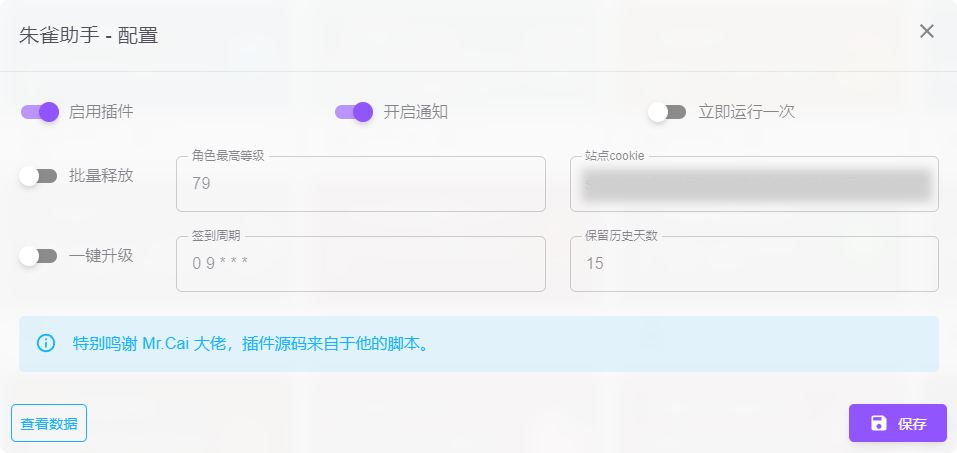 朱雀助手 - 配置
启用插件
开启通知
立即运行一次
批量释放
角色最高等级
79
站点cookie
一键升级
签到周期
0 9 * * *
保留历史天数
15
特别鸣谢 Mr.Cai 大佬，插件源码来自于他的脚本。
查看数据
保存